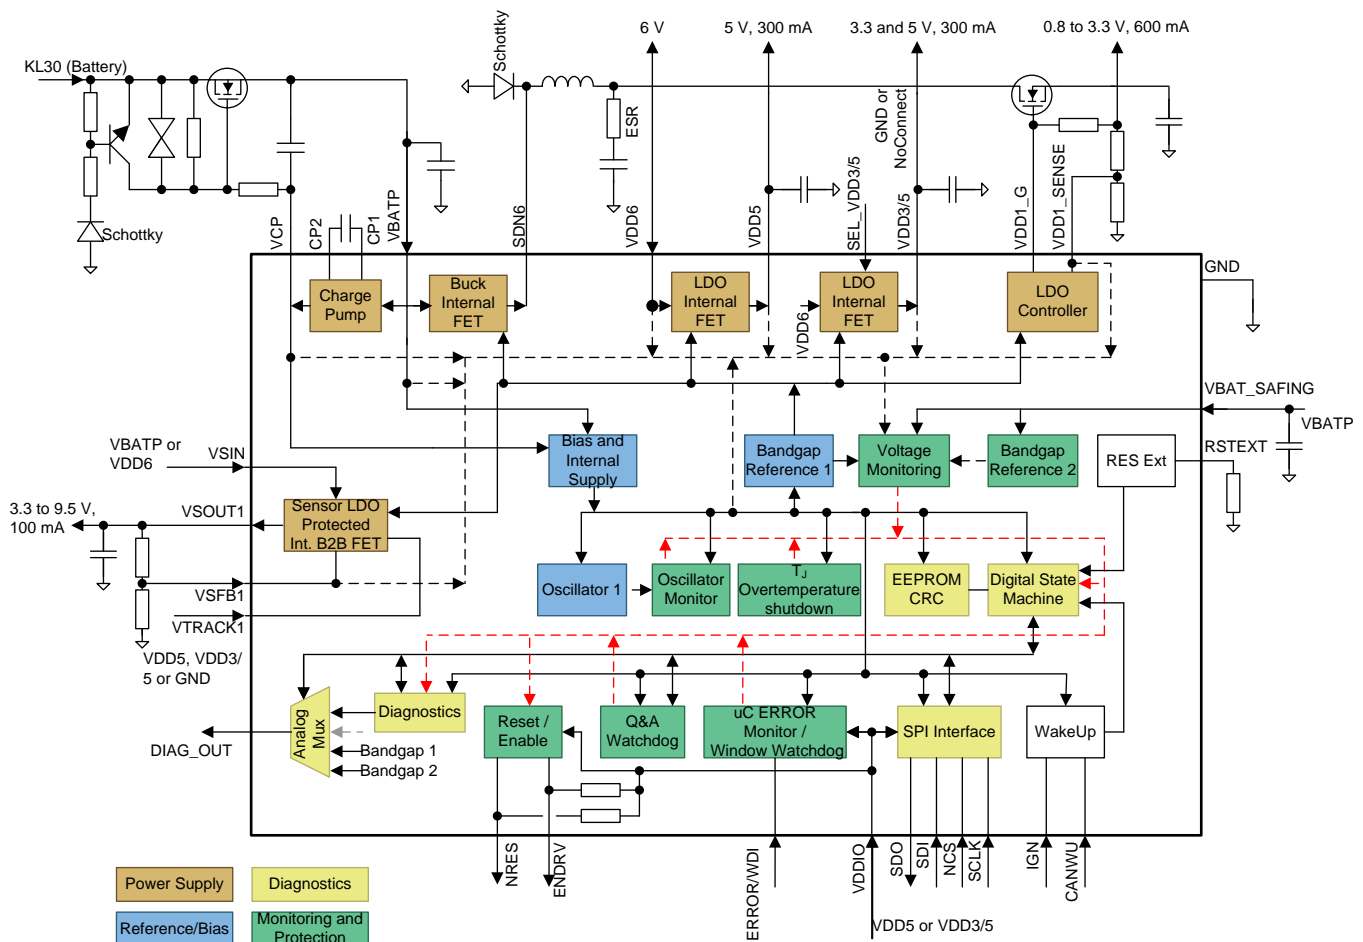 6 V
5 V, 300 mA
3.3 and 5 V, 300 mA
0.8 to 3.3 V, 600 mA
KL30 (Battery)
Schottky
ESR
GND or
NoConnect
Schottky
VCP
CP2
CP1
VBATP
SDN6
VDD6
VDD5
SEL_VDD3/5
VDD3/5
VDD1_G
VDD1_SENSE
GND
Charge
Pump
Buck
Internal
FET
LDO
Internal
FET
VDD6
LDO
Internal
FET
LDO
Controller
VBAT_SAFING
VBATP
VBATP or
VDD6
VSIN
Bias and
Internal
Supply
Bandgap
Reference 1
Voltage
Monitoring
Bandgap
Reference 2
RES Ext
RSTEXT
3.3 to 9.5 V,
100 mA
VSOUT1
Sensor LDO
Protected
Int. B2B FET
VSFB1
VTRACK1
VDD5, VDD3/
5 or GND
Oscillator 1
Oscillator
Monitor
TJ
Overtemperature
shutdown
EEPROM
CRC
Digital State
Machine
DIAG_OUT
Analog
Mux
Diagnostics
Bandgap 1
Bandgap 2
Reset /
Enable
Q&A
Watchdog
uC ERROR
Monitor /
Window Watchdog
SPI Interface
WakeUp
NRES
ENDRV
ERROR/WDI
VDDIO
SDO
SDI
NCS
SCLK
IGN
CANWU
VDD5 or VDD3/5
Power Supply
Diagnostics
Reference/Bias
Monitoring and
Protection